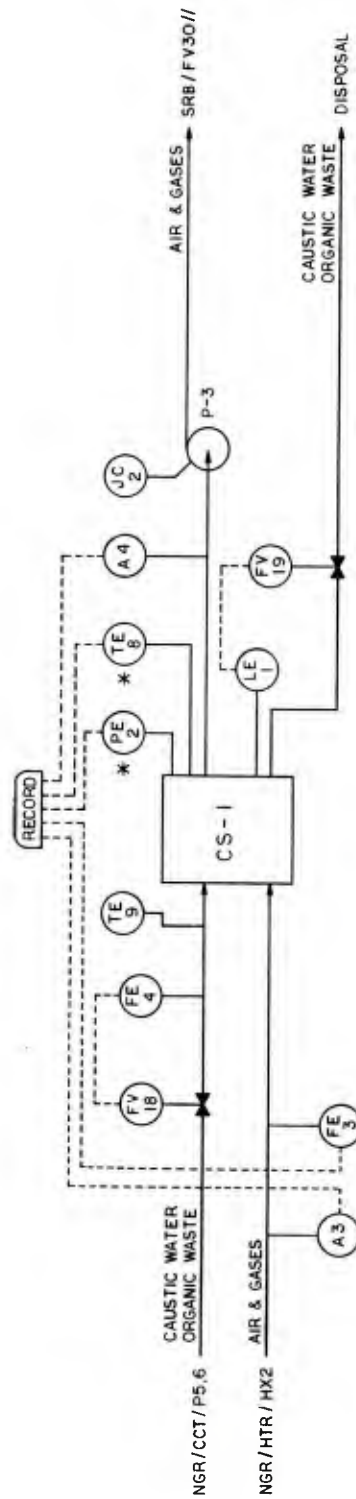 RECORD
JC
2
A4
TE
8
*
PE
2
*
TE
9
FE
4
FV
18
AIR & GASES
SRB / FV30//
P-3
CS-1
LE
1
FV
19
CAUSTIC WATER
ORGANIC WASTE
DISPOSAL
NGR/CCT/P5,6
CAUSTIC WATER
ORGANIC WASTE
NGR/HTR/HX2
AIR & GASES
A3
FE
3